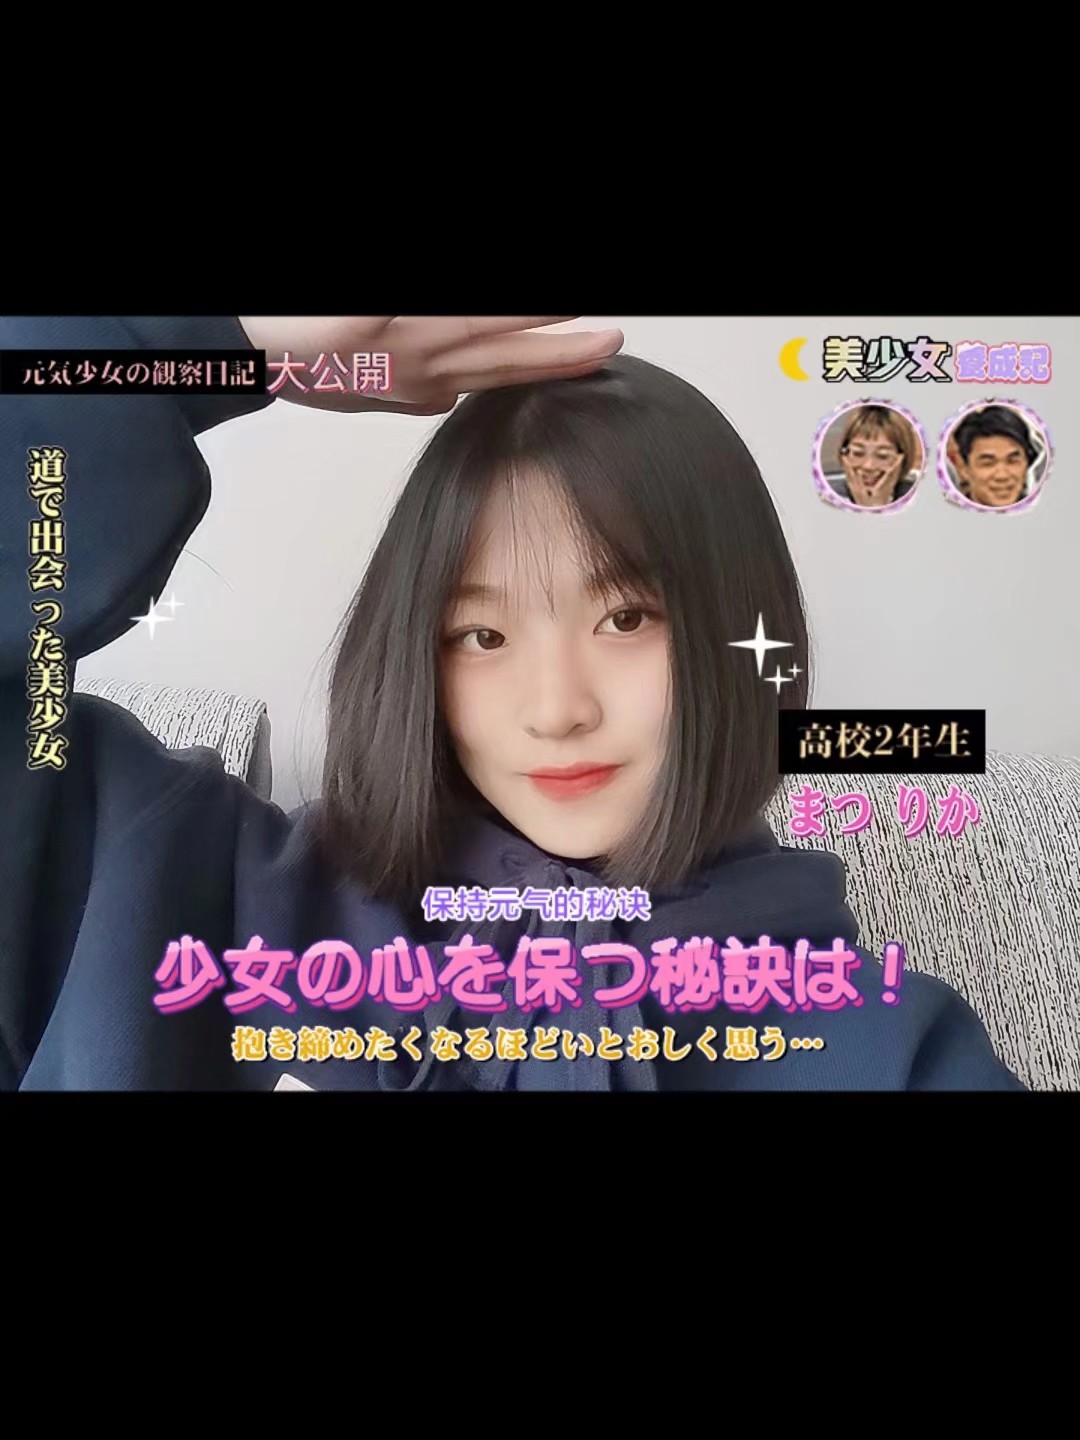 元気少女の観察日記 大公開
美少女 養成記
道で出会った美少女
高校2年生
まつ りか
保持元气的秘诀
少女の心を保つ秘訣は！
抱き締めたくなるほどいとおしく思う…